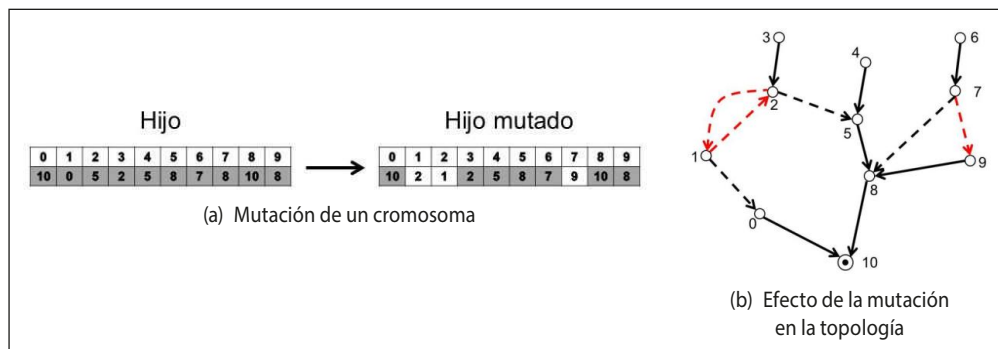 Hijo
0 1 2 3 4 5 6 7 8 9
10 0 5 2 5 8 7 8 10 8
Hijo mutado
0 1 2 3 4 5 6 7 8 9
10 2 1 2 5 8 7 9 10 8
(a) Mutación de un cromosoma
3
4
6
2
7
5
1
9
8
0
10
(b) Efecto de la mutación
en la topología